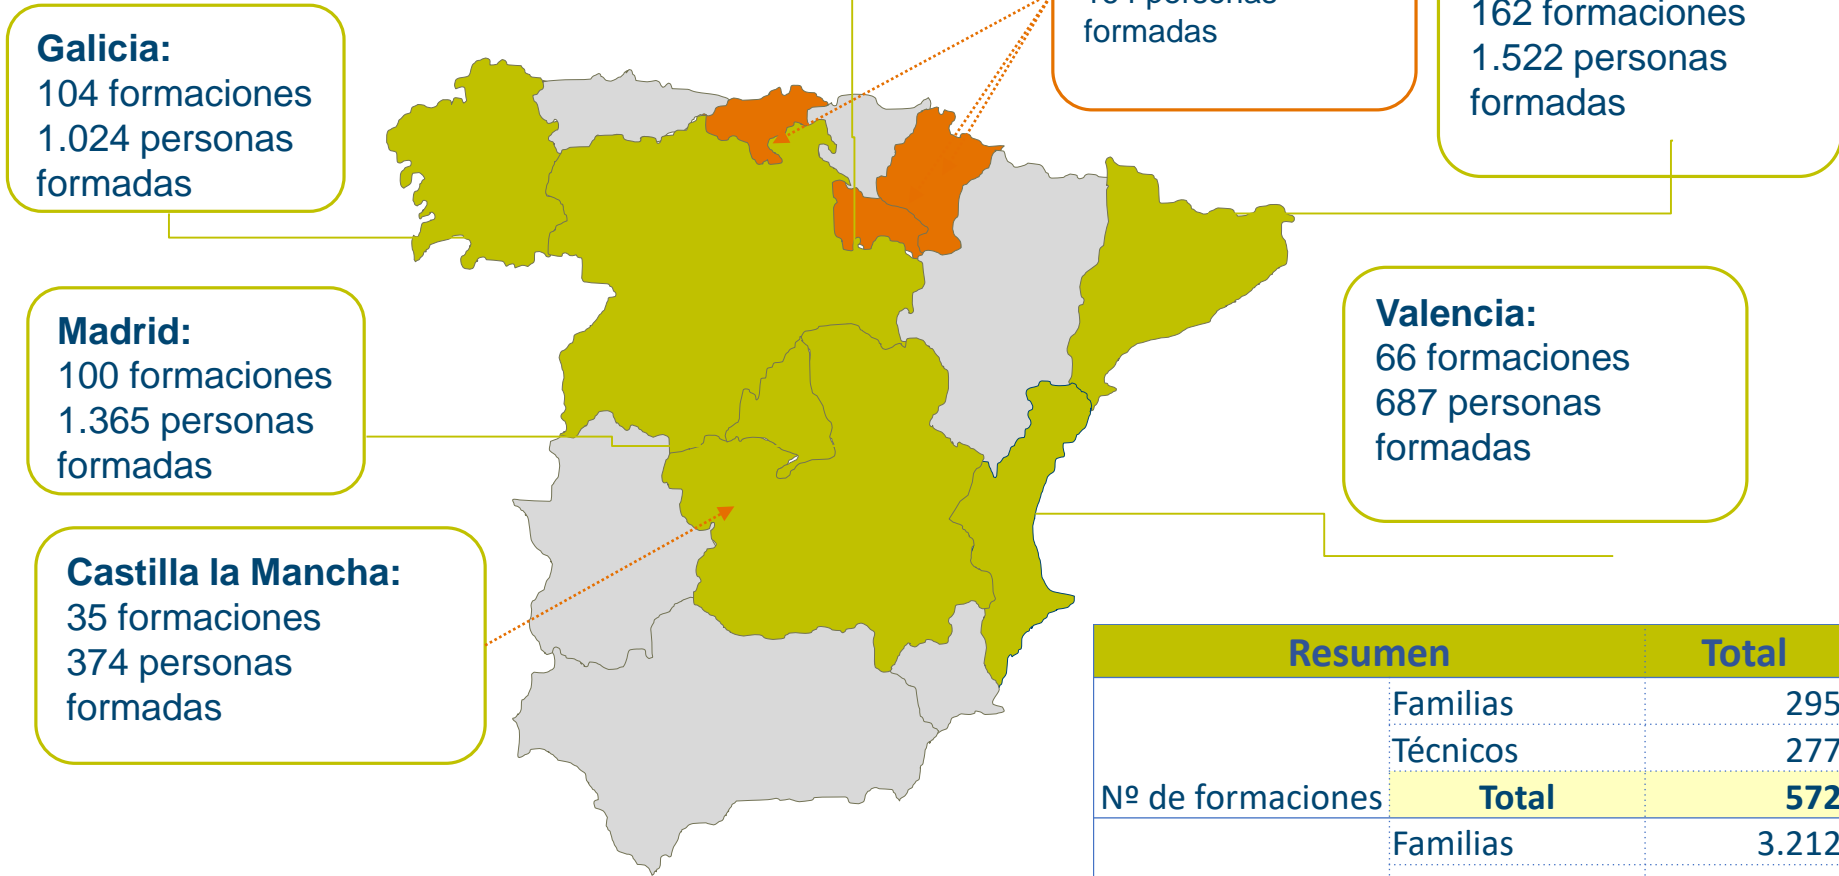 personas
formadas
162 formaciones
1.522 personas
formadas
Galicia:
104 formaciones
1.024 personas
formadas
Madrid:
100 formaciones
1.365 personas
formadas
Valencia:
66 formaciones
687 personas
formadas
Castilla la Mancha:
35 formaciones
374 personas
formadas
Resumen Total
Familias 295
Técnicos 277
Nº de formaciones Total 572
Familias 3.212